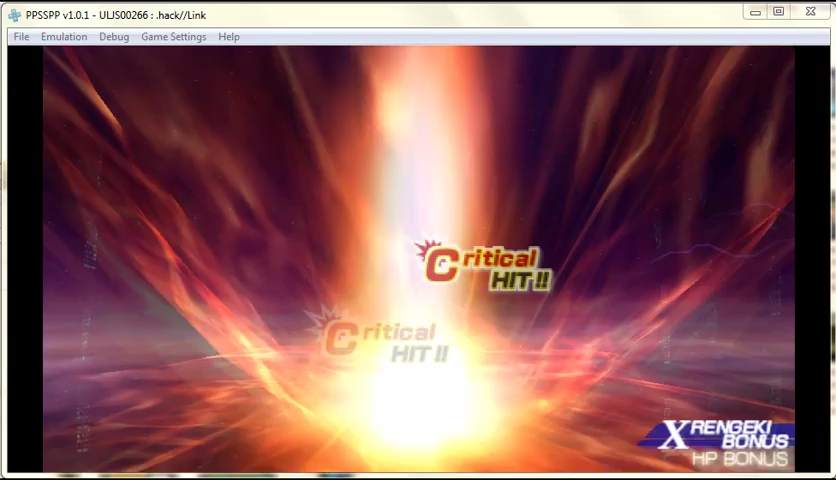 PPSSPP v1.0.1 - ULJS00266 : .hack//Link
File Emulation Debug Game Settings Help
Critical
HIT!!
Critical
HIT!!
X RENGEKI
BONUS
HP BONUS